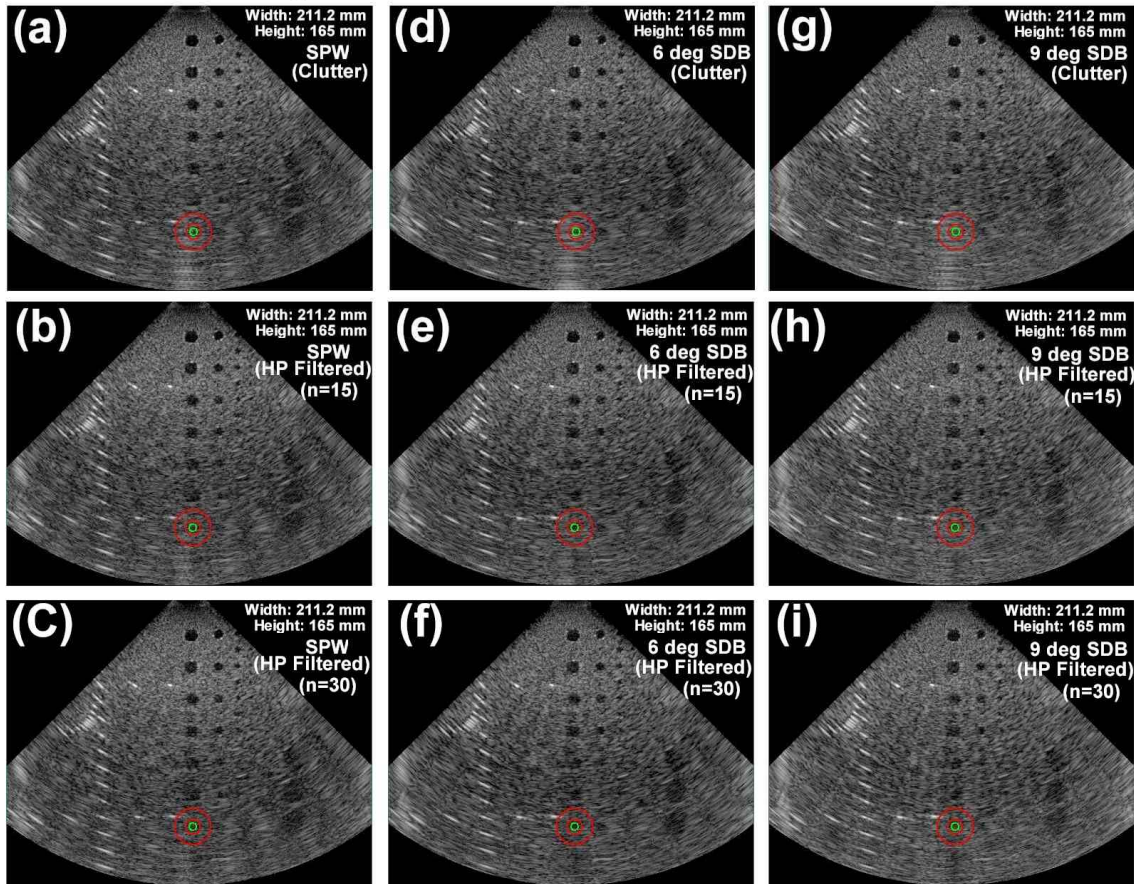 (a)
Width: 211.2 mm
Height: 165 mm
SPW
(Clutter)
(d)
Width: 211.2 mm
Height: 165 mm
6 deg SDB
(Clutter)
(g)
Width: 211.2 mm
Height: 165 mm
9 deg SDB
(Clutter)
(b)
Width: 211.2 mm
Height: 165 mm
SPW
(HP Filtered)
(n=15)
(e)
Width: 211.2 mm
Height: 165 mm
6 deg SDB
(HP Filtered)
(n=15)
(h)
Width: 211.2 mm
Height: 165 mm
9 deg SDB
(HP Filtered)
(n=15)
(C)
Width: 211.2 mm
Height: 165 mm
SPW
(HP Filtered)
(n=30)
(f)
Width: 211.2 mm
Height: 165 mm
6 deg SDB
(HP Filtered)
(n=30)
(i)
Width: 211.2 mm
Height: 165 mm
9 deg SDB
(HP Filtered)
(n=30)